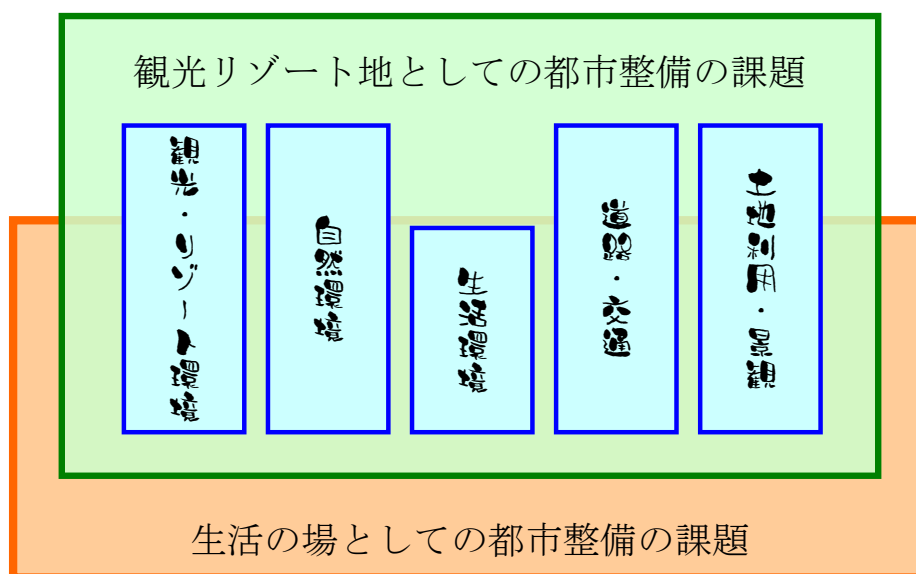 観光リゾート地としての都市整備の課題
観光・リゾート環境
自然環境
生活環境
道路・交通
土地利用・景観
生活の場としての都市整備の課題